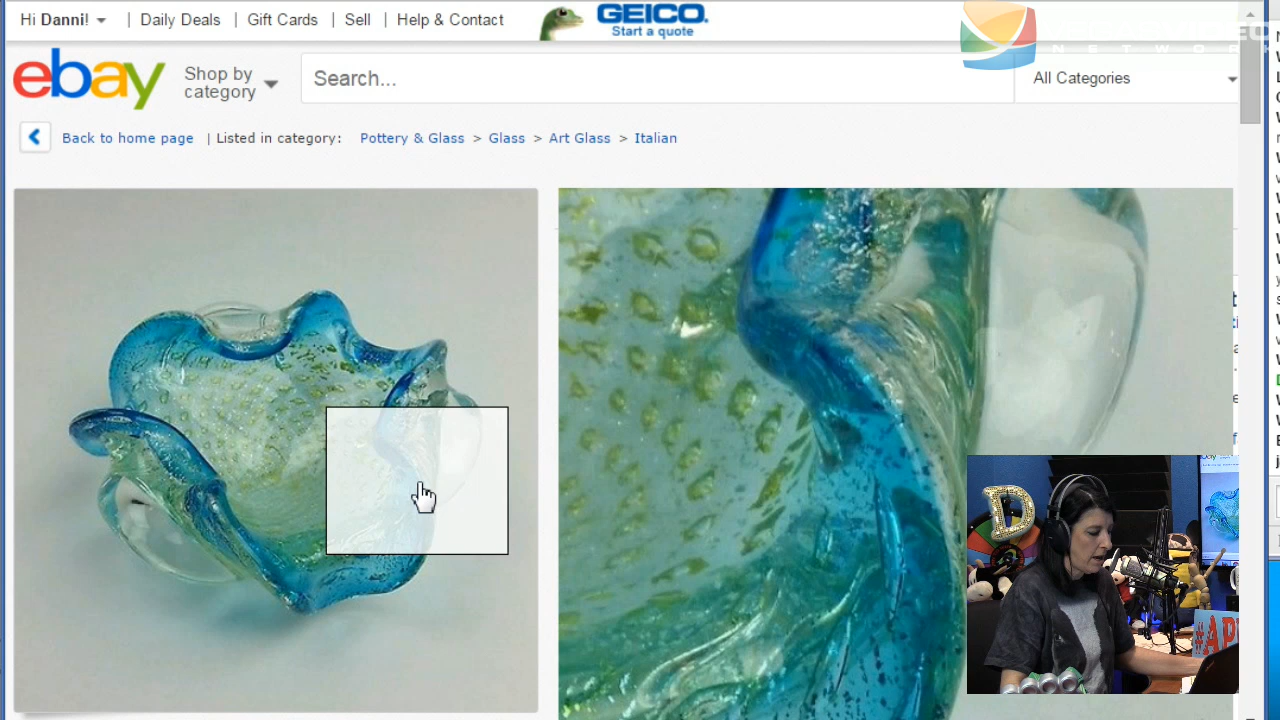 Hi Danni! | Daily Deals | Gift Cards | Sell | Help & Contact
GEICO.
Start a quote
NETWORK
ebay
Shop by
category
Search...
All Categories
Back to home page | Listed in category: Pottery & Glass > Glass > Art Glass > Italian
D